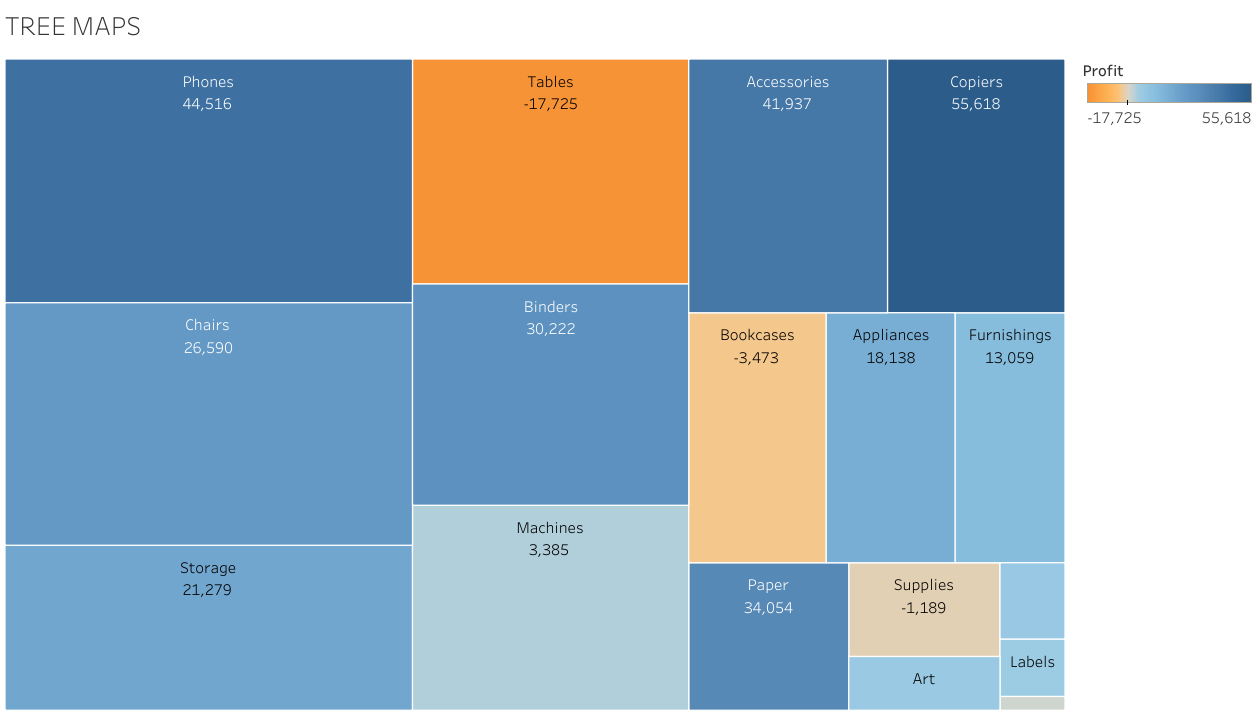 TREE MAPS
Phones
44,516
Tables
-17,725
Accessories
41,937
Copiers
55,618
Profit
-17,725 55,618
Chairs
26,590
Binders
30,222
Bookcases
-3,473
Appliances
18,138
Furnishings
13,059
Storage
21,279
Machines
3,385
Paper
34,054
Supplies
-1,189
Art
Labels